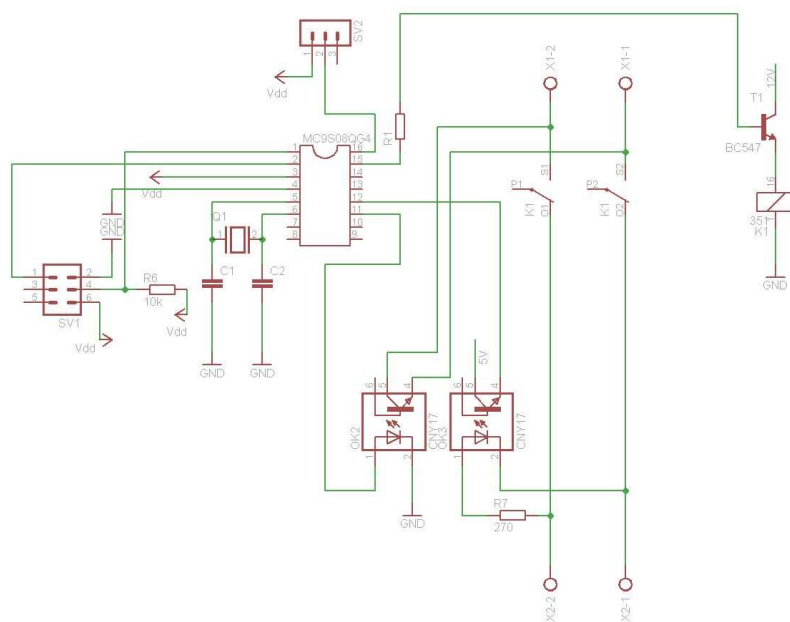 SV2
1
2
3
Vdd
X1-2
X1-1
12V
T1
BC547
R1
MC9S08QG4
1
2
3
4
5
6
7
8
16
15
14
13
12
11
10
9
Vdd
GND
GND
Q1
1
2
S1
P1
K1
O1
S2
P2
K1
O2
16
351
1
K1
GND
1
3
5
2
4
6
SV1
R6
10k
Vdd
Vdd
C1
C2
GND
GND
5V
6
5
4
OK2
CNY17
1
2
6
5
4
OK3
CNY17
1
2
GND
R7
270
X2-2
X2-1